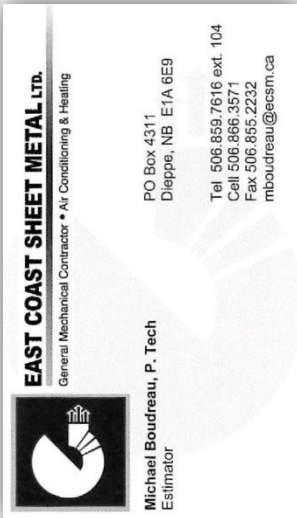 EAST COAST SHEET METAL LTD.
General Mechanical Contractor • Air Conditioning & Heating
Michael Boudreau, P. Tech
Estimator
PO Box 4311
Dieppe, NB E1A 6E9
Tel 506.859.7616 ext. 104
Cell 506.866.3571
Fax 506.855.2232
mboudreau@ecsm.ca